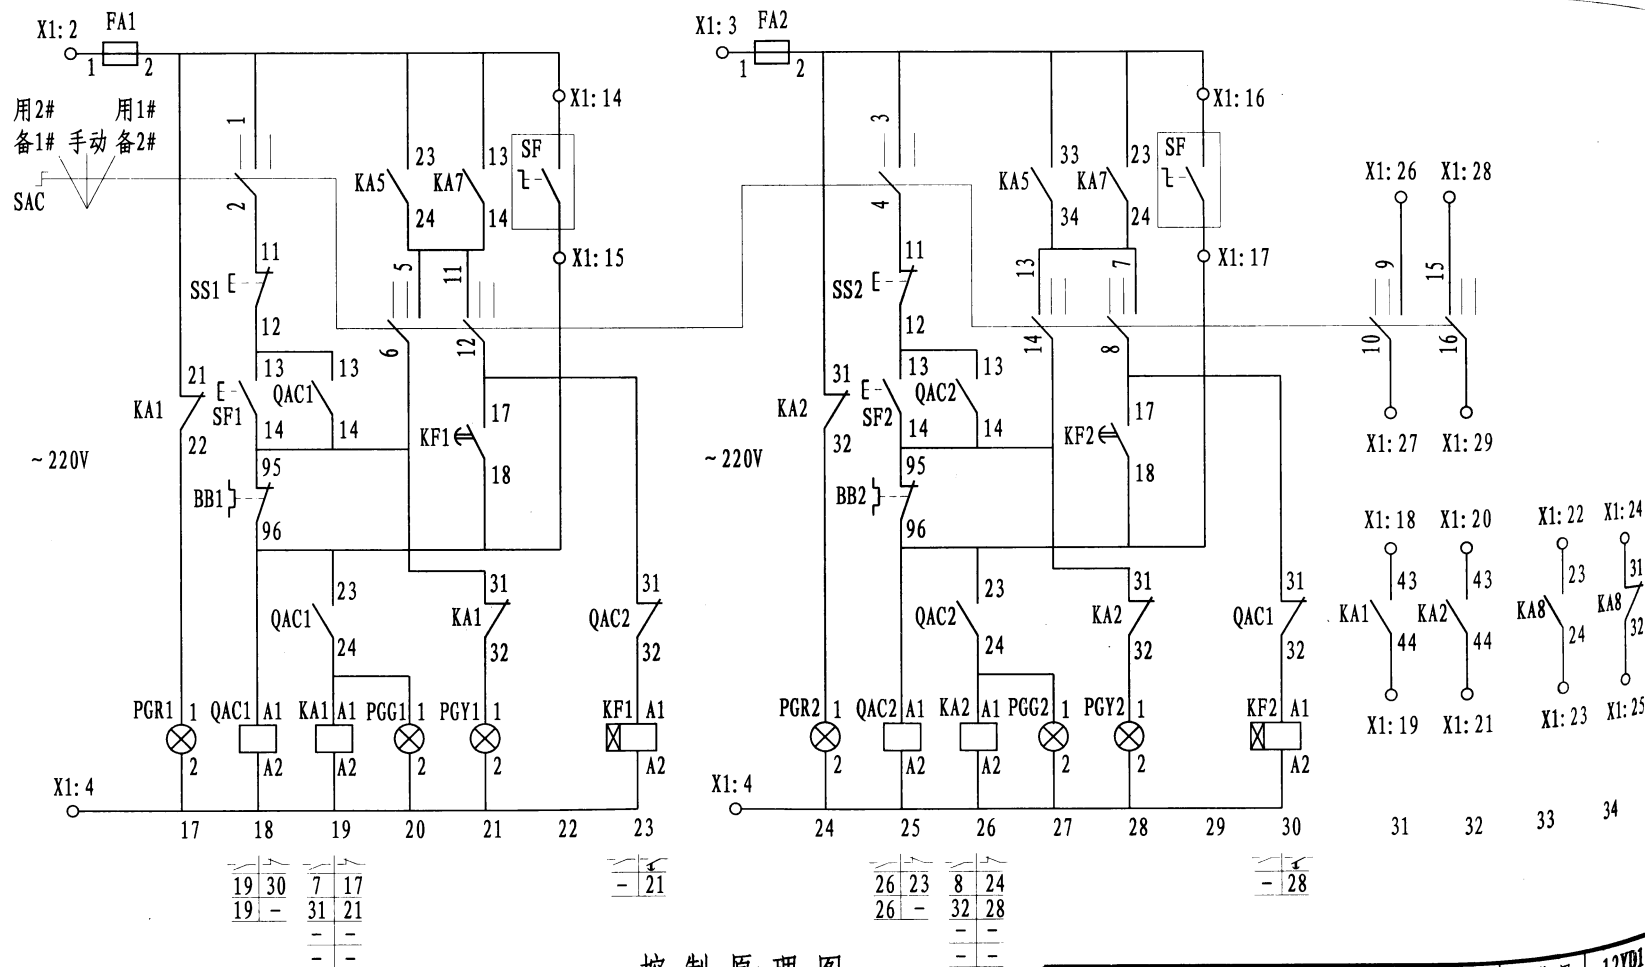 X1:2 FA1 X1:3 FA2
1 2 1 2
用2# 用1#
备1# 手动 备2#
SAC
X1:14 X1:16
1 3
23 13 SF 33 23 SF
KA5 KA7 KA5 KA7
24 14 34 24
2 4
X1:26 X1:28
X1:15 X1:17
11 11
SS1 SS2
12 12
5 11 13 7 9 15
6 12 14 8 10 16
21 13 13 31 13 13
KA1 SF1 QAC1 KA2 SF2 QAC2
22 14 14 32 14 14
17 17
KF1 KF2
18 18
X1:27 X1:29
~220V ~220V
95 95
BB1 BB2
96 96
X1:18 X1:20 X1:22 X1:24
23 31 31 23 31 31 43 43 23 31
QAC1 KA1 QAC2 QAC2 KA2 QAC1 KA1 KA2 KA8 KA8
24 32 32 24 32 32 44 44 24 32
X1:19 X1:21 X1:23 X1:25
PGR1 1 QAC1 A1 KA1 A1 PGG1 1 PGY1 1 KF1 A1 PGR2 1 QAC2 A1 KA2 A1 PGG2 1 PGY2 1 KF2 A1
2 A2 A2 2 2 A2 2 A2 A2 2 2 A2
X1:4 X1:4
17 18 19 20 21 22 23 24 25 26 27 28 29 30 31 32 33 34
19 30 7 17 - 21 26 23 8 24 - 28
19 - 31 21 26 - 32 28
- - - -
- - - -
控制原理图
12YD1